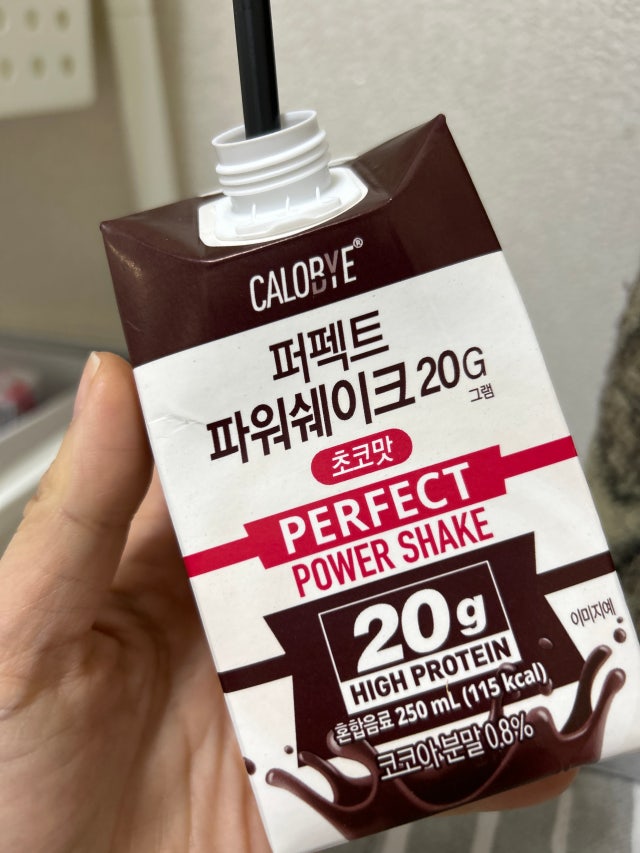 CALOBYE®
퍼펙트
파워쉐이크 20G
그램
초코맛
PERFECT
POWER SHAKE
20g
HIGH PROTEIN
이미지예
혼합음료 250 mL (115 kcal)
코코아 분말 0.8%